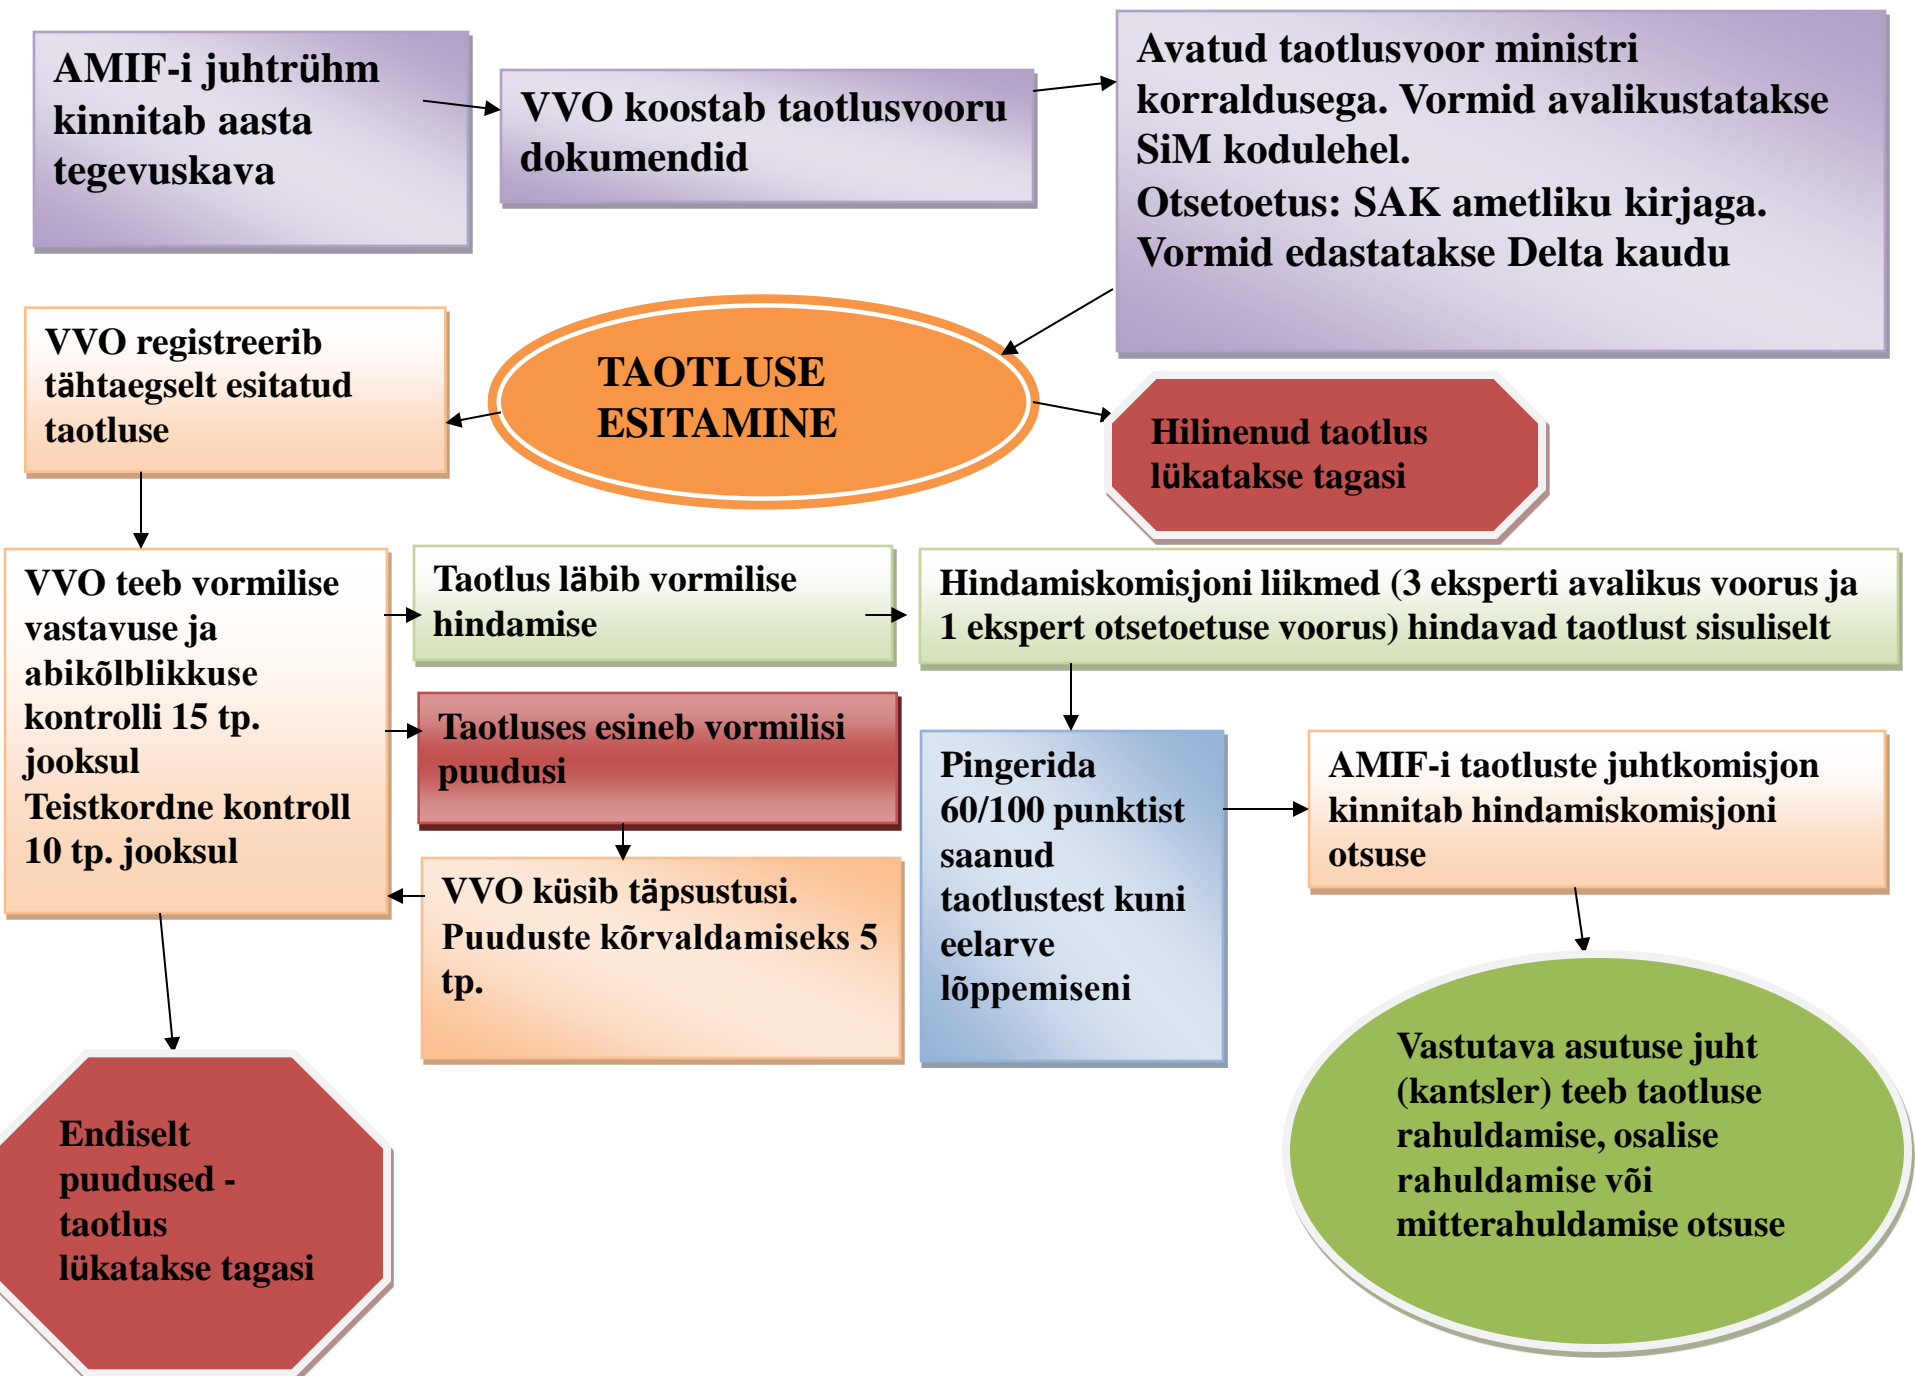 AMIF-i juhtrühm
kinnitab aasta
tegevuskava
VVO koostab taotlusvooru
dokumendid
Avatud taotlusvoor ministri
korraldusega. Vormid avalikustatakse
SiM kodulehel.
Otsetoetus: SAK ametliku kirjaga.
Vormid edastatakse Delta kaudu
VVO registreerib
tähtaegselt esitatud
taotluse
TAOTLUSE
ESITAMINE
Hilinenud taotlus
lükatakse tagasi
VVO teeb vormilise
vastavuse ja
abikõlblikkuse
kontrolli 15 tp.
jooksul
Teistkordne kontroll
10 tp. jooksul
Taotlus läbib vormilise
hindamise
Hindamiskomisjoni liikmed (3 eksperti avalikus voorus ja
1 ekspert otsetoetuse voorus) hindavad taotlust sisuliselt
Taotluses esineb vormilisi
puudusi
VVO küsib täpsustusi.
Puuduste kõrvaldamiseks 5
tp.
Pingerida
60/100 punktist
saanud
taotlustest kuni
eelarve
lõppemiseni
AMIF-i taotluste juhtkomisjon
kinnitab hindamiskomisjoni
otsuse
Endiselt
puudused -
taotlus
lükatakse tagasi
Vastutava asutuse juht
(kantsler) teeb taotluse
rahuldamise, osalise
rahuldamise või
mitterahuldamise otsuse